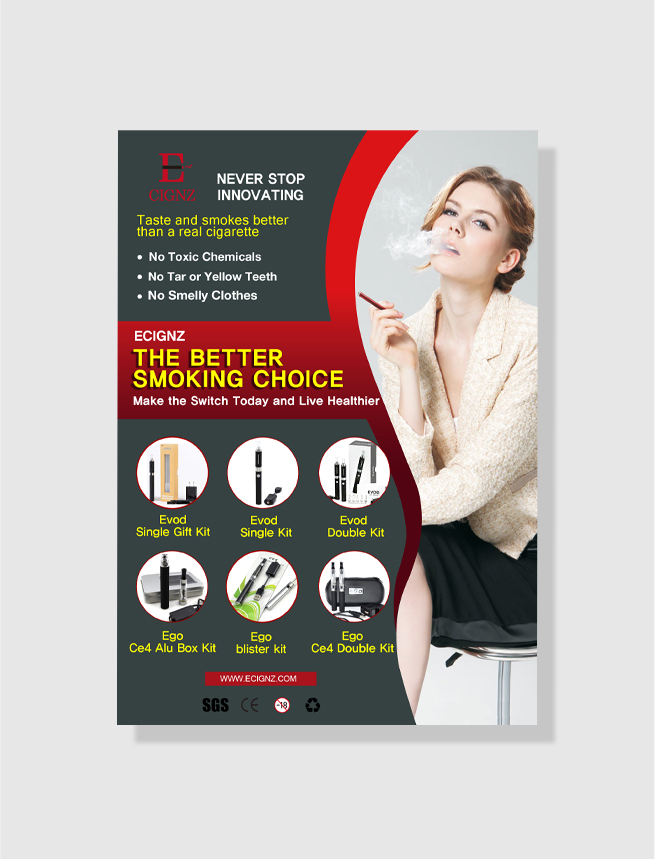 E
CIGNZ
NEVER STOP
INNOVATING
Taste and smokes better
than a real cigarette
• No Toxic Chemicals
• No Tar or Yellow Teeth
• No Smelly Clothes
ECIGNZ
THE BETTER
SMOKING CHOICE
Make the Switch Today and Live Healthier
EVOD
Evod
Single Gift Kit
Evod
Single Kit
Evod
Double Kit
Ego
Ce4 Alu Box Kit
Ego
blister kit
Ego
Ce4 Double Kit
WWW.ECIGNZ.COM
SGS CE -18